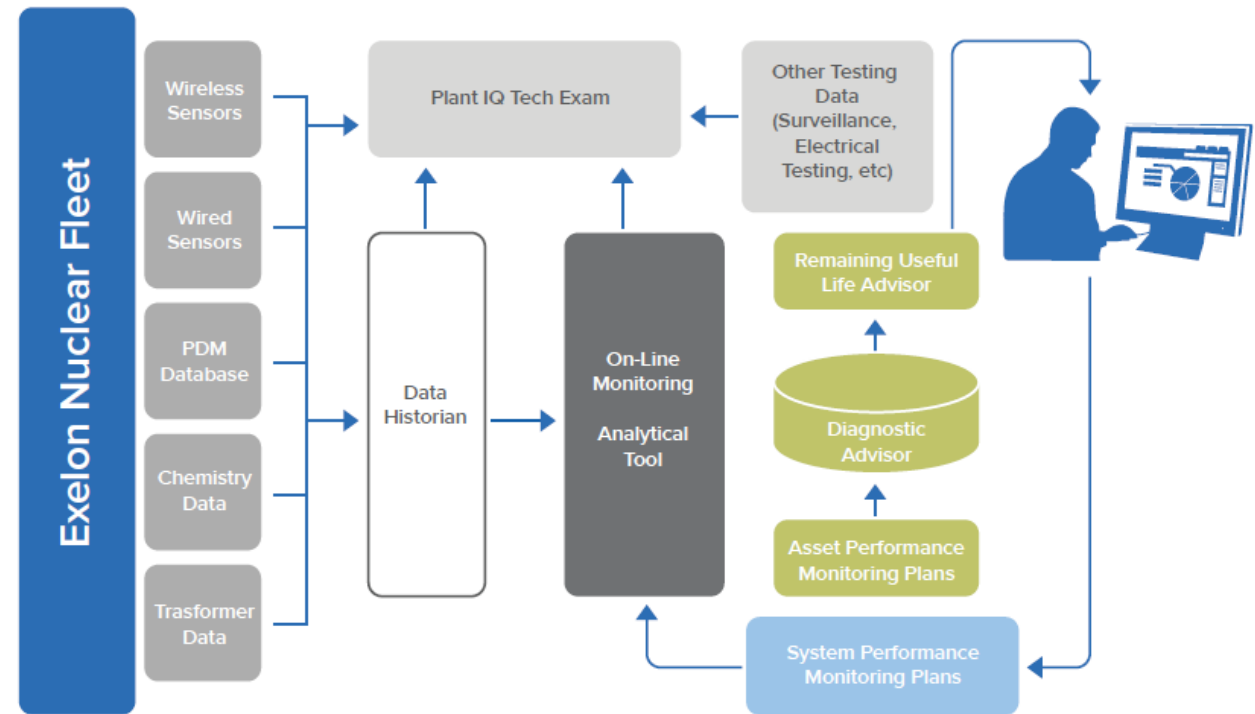 Exelon Nuclear Fleet
Wireless
Sensors
Wired
Sensors
PDM
Database
Chemistry
Data
Trasformer
Data
Plant IQ Tech Exam
Other Testing
Data
(Surveillance,
Electrical
Testing, etc)
Data
Historian
On-Line
Monitoring
Analytical
Tool
Remaining Useful
Life Advisor
Diagnostic
Advisor
Asset Performance
Monitoring Plans
System Performance
Monitoring Plans